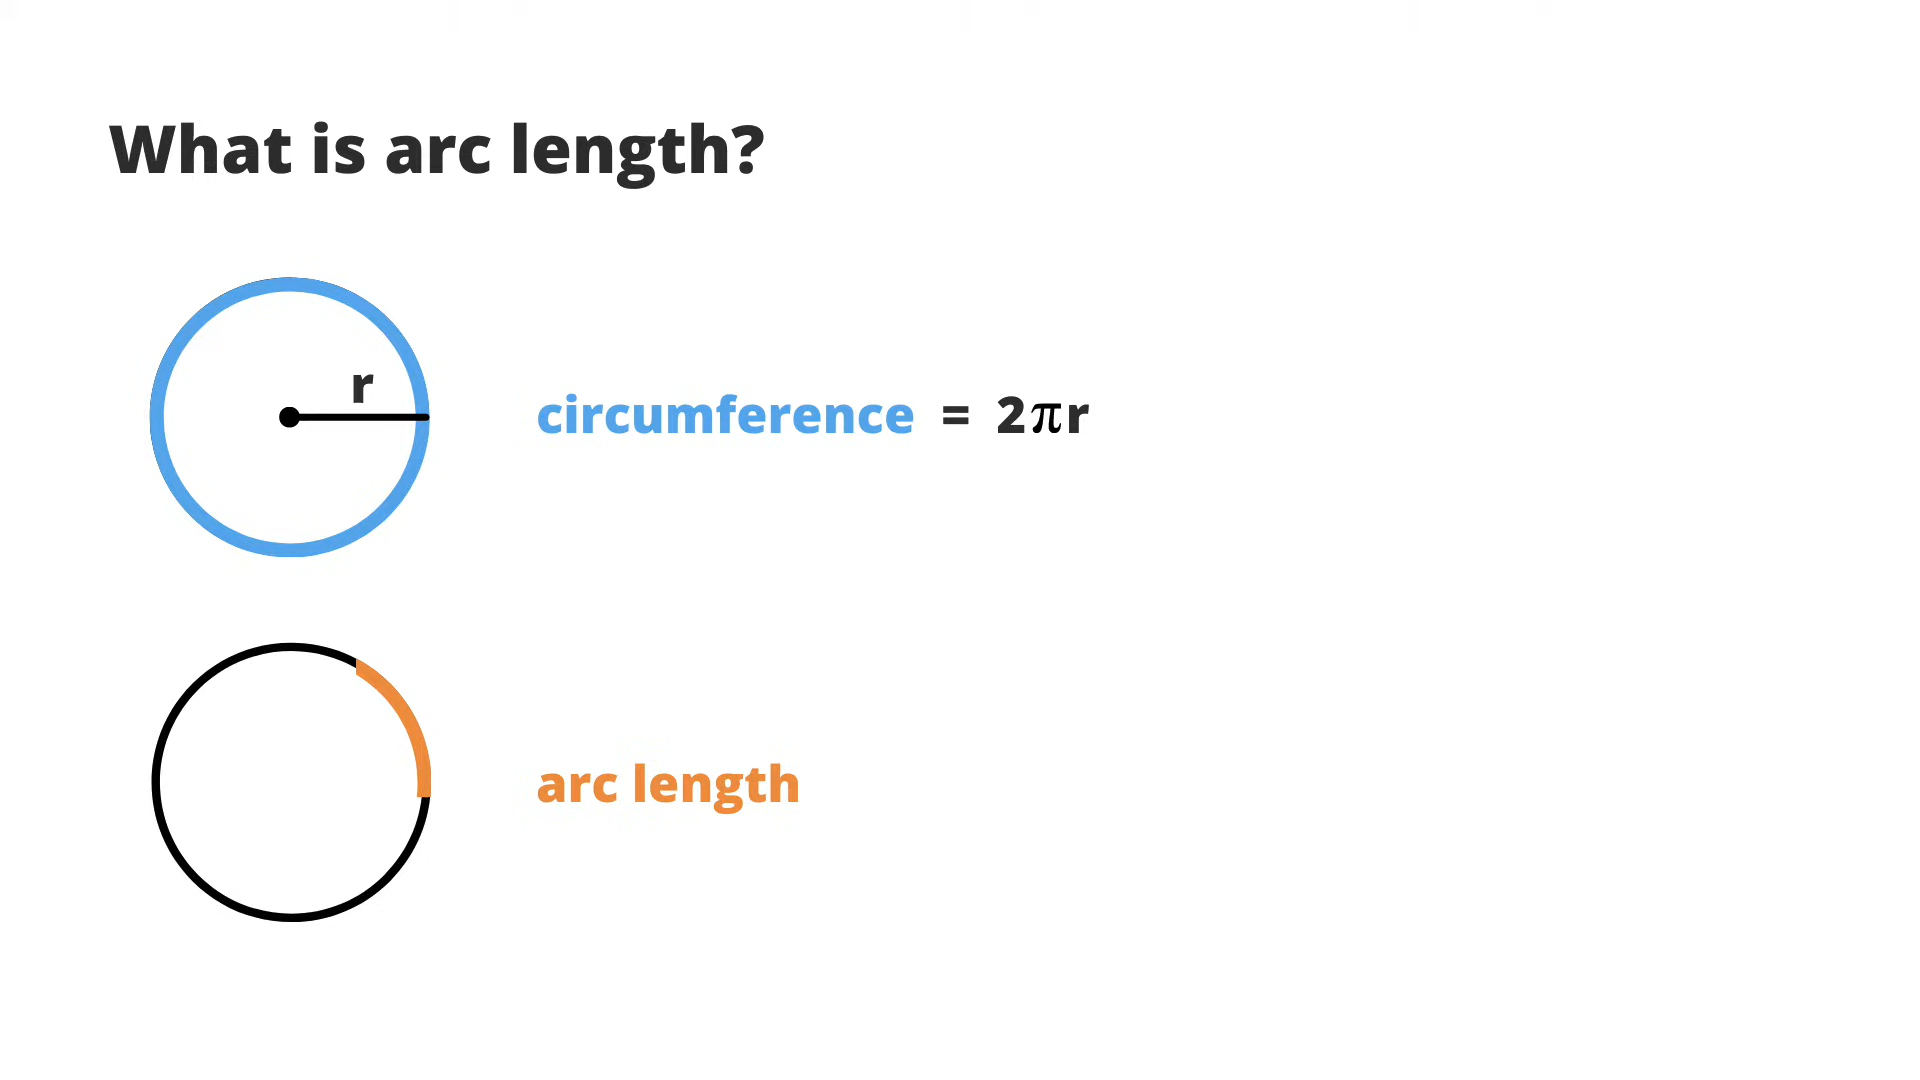 What is arc length?
r
circumference = 2πr
arc length